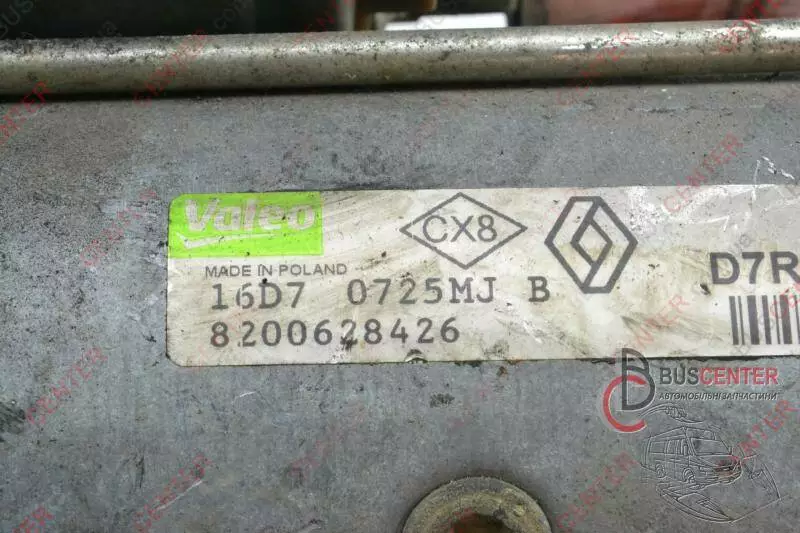 Valeo
CX8
MADE IN POLAND
D7R
16D7 0725MJ B
8200628426
BUSCENTER
АВТОМОБІЛЬНІ ЗАПЧАСТИНИ